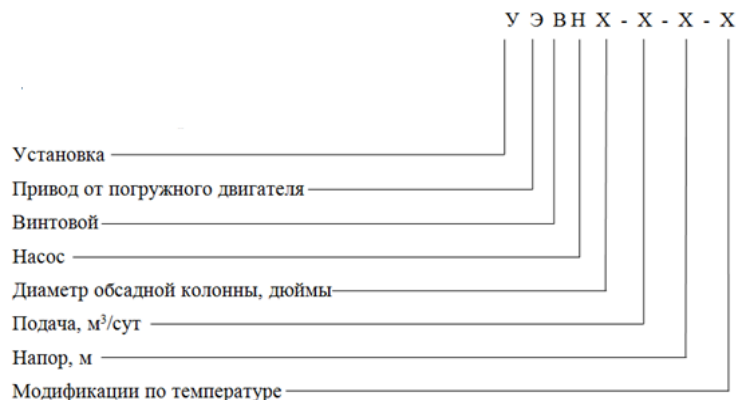 У Э В Н Х - Х - Х - Х
Установка
Привод от погружного двигателя
Винтовой
Насос
Диаметр обсадной колонны, дюймы
Подача, м³/сут
Напор, м
Модификации по температуре